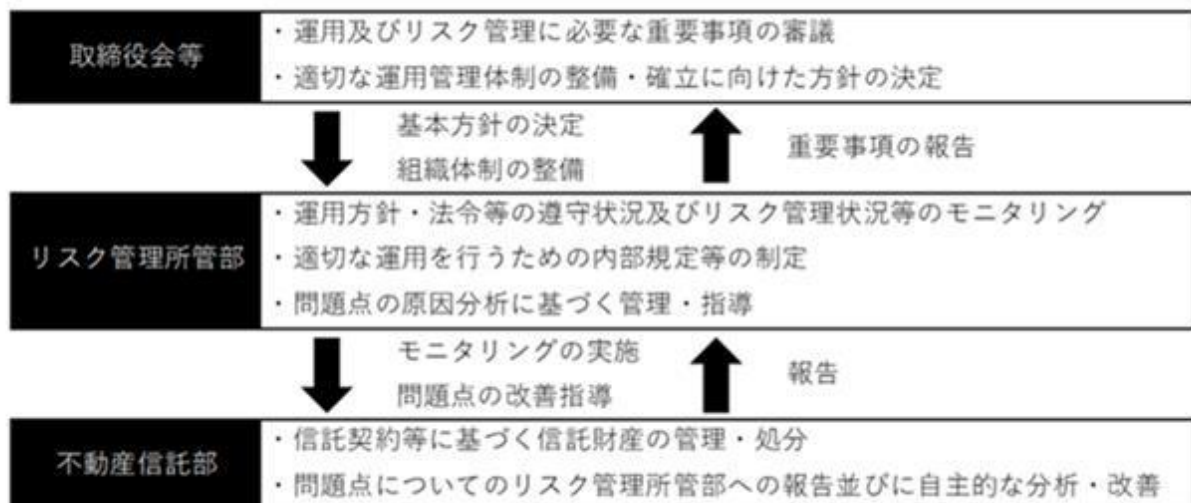 取締役会等
・運用及びリスク管理に必要な重要事項の審議
・適切な運用管理体制の整備・確立に向けた方針の決定
基本方針の決定
組織体制の整備
重要事項の報告
リスク管理所管部
・運用方針・法令等の遵守状況及びリスク管理状況等のモニタリング
・適切な運用を行うための内部規定等の制定
・問題点の原因分析に基づく管理・指導
モニタリングの実施
問題点の改善指導
報告
不動産信託部
・信託契約等に基づく信託財産の管理・処分
・問題点についてのリスク管理所管部への報告並びに自主的な分析・改善